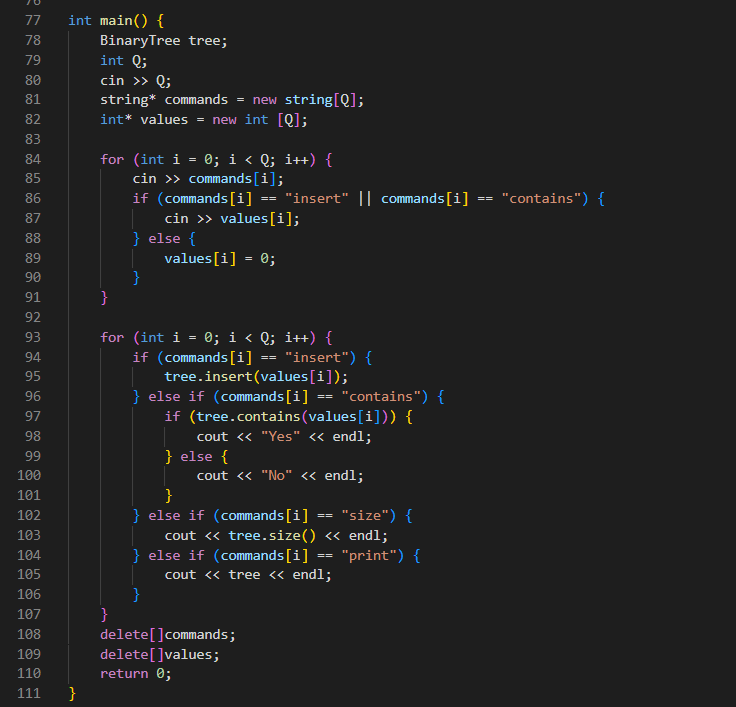 76
77 int main() {
78 BinaryTree tree;
79 int Q;
80 cin >> Q;
81 string* commands = new string[Q];
82 int* values = new int [Q];
83
84 for (int i = 0; i < Q; i++) {
85 cin >> commands[i];
86 if (commands[i] == "insert" || commands[i] == "contains") {
87 cin >> values[i];
88 } else {
89 values[i] = 0;
90 }
91 }
92
93 for (int i = 0; i < Q; i++) {
94 if (commands[i] == "insert") {
95 tree.insert(values[i]);
96 } else if (commands[i] == "contains") {
97 if (tree.contains(values[i])) {
98 cout << "Yes" << endl;
99 } else {
100 cout << "No" << endl;
101 }
102 } else if (commands[i] == "size") {
103 cout << tree.size() << endl;
104 } else if (commands[i] == "print") {
105 cout << tree << endl;
106 }
107 }
108 delete[]commands;
109 delete[]values;
110 return 0;
111 }